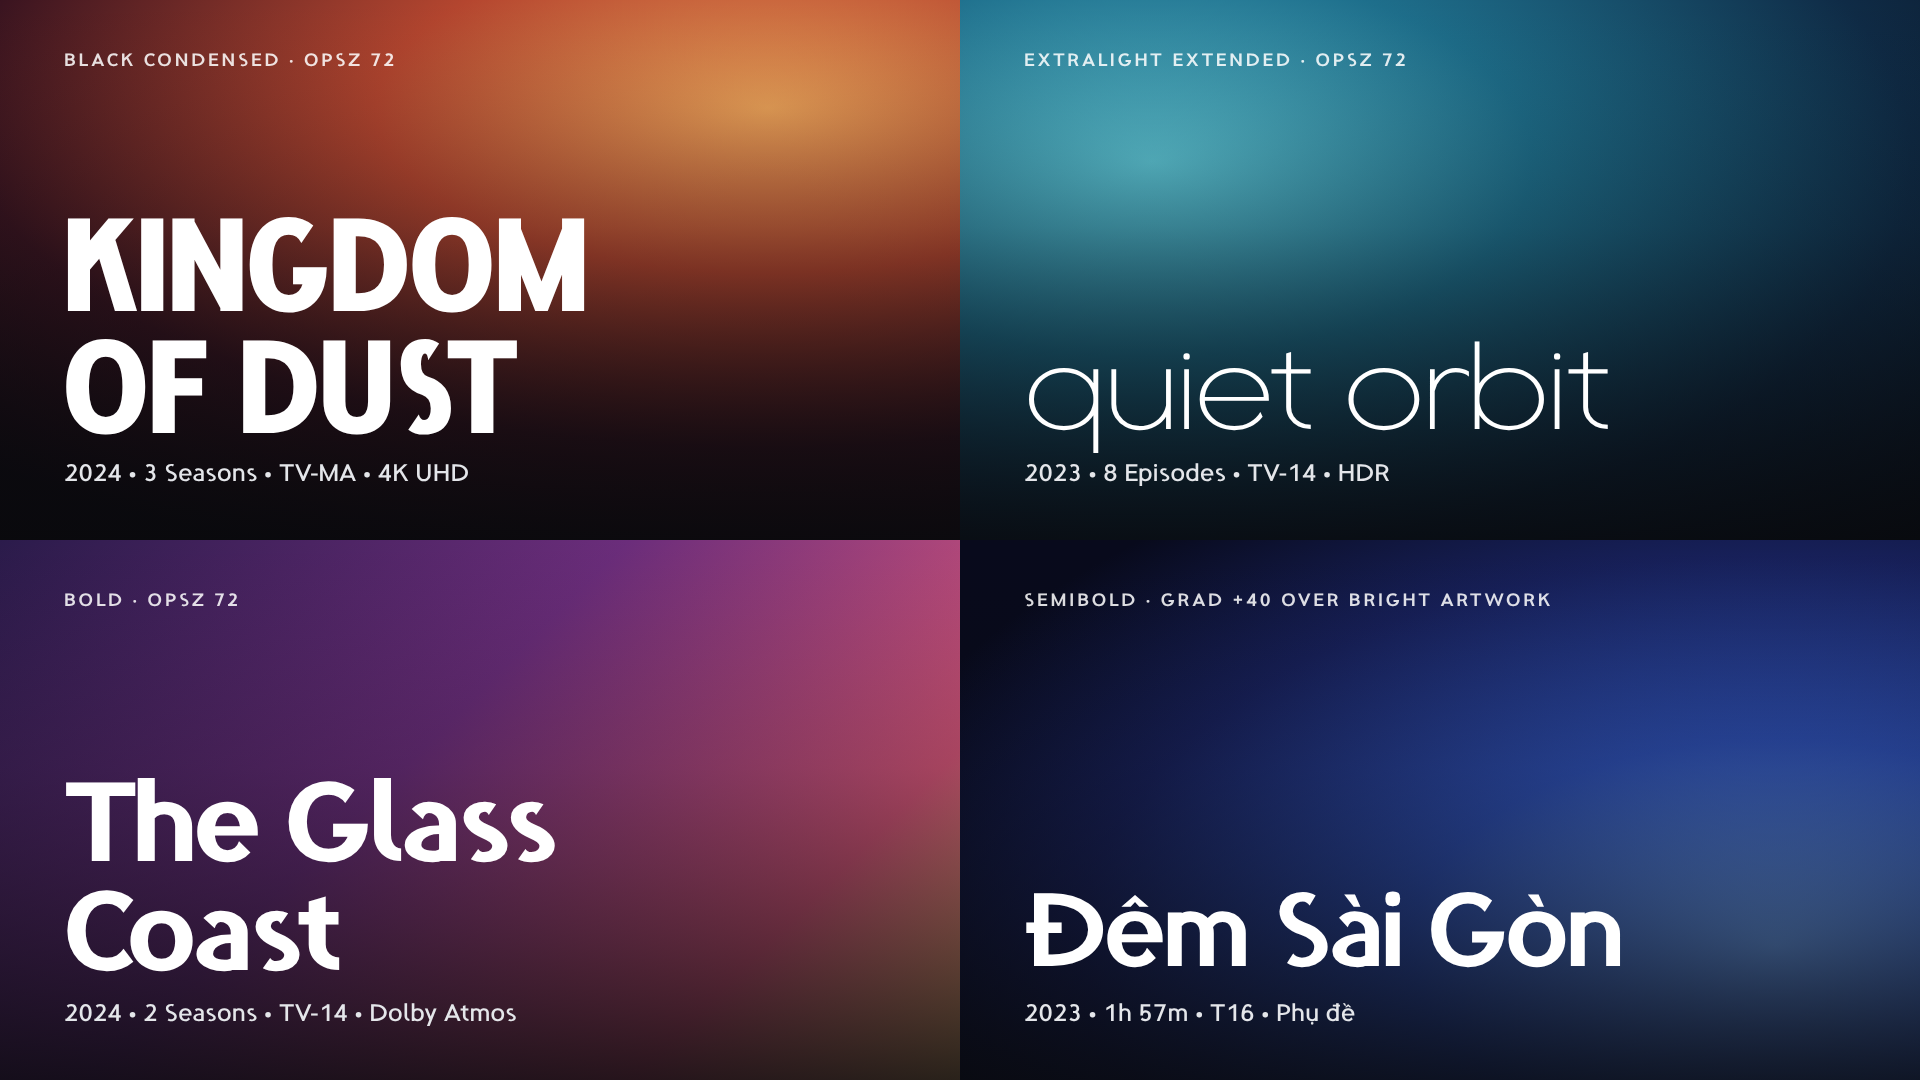 BLACK CONDENSED · OPSZ 72
KINGDOM
OF DUST
2024 • 3 Seasons • TV-MA • 4K UHD
EXTRALIGHT EXTENDED · OPSZ 72
quiet orbit
2023 • 8 Episodes • TV-14 • HDR
BOLD · OPSZ 72
The Glass
Coast
2024 • 2 Seasons • TV-14 • Dolby Atmos
SEMIBOLD · GRAD +40 OVER BRIGHT ARTWORK
Đêm Sài Gòn
2023 • 1h 57m • T16 • Phụ đề